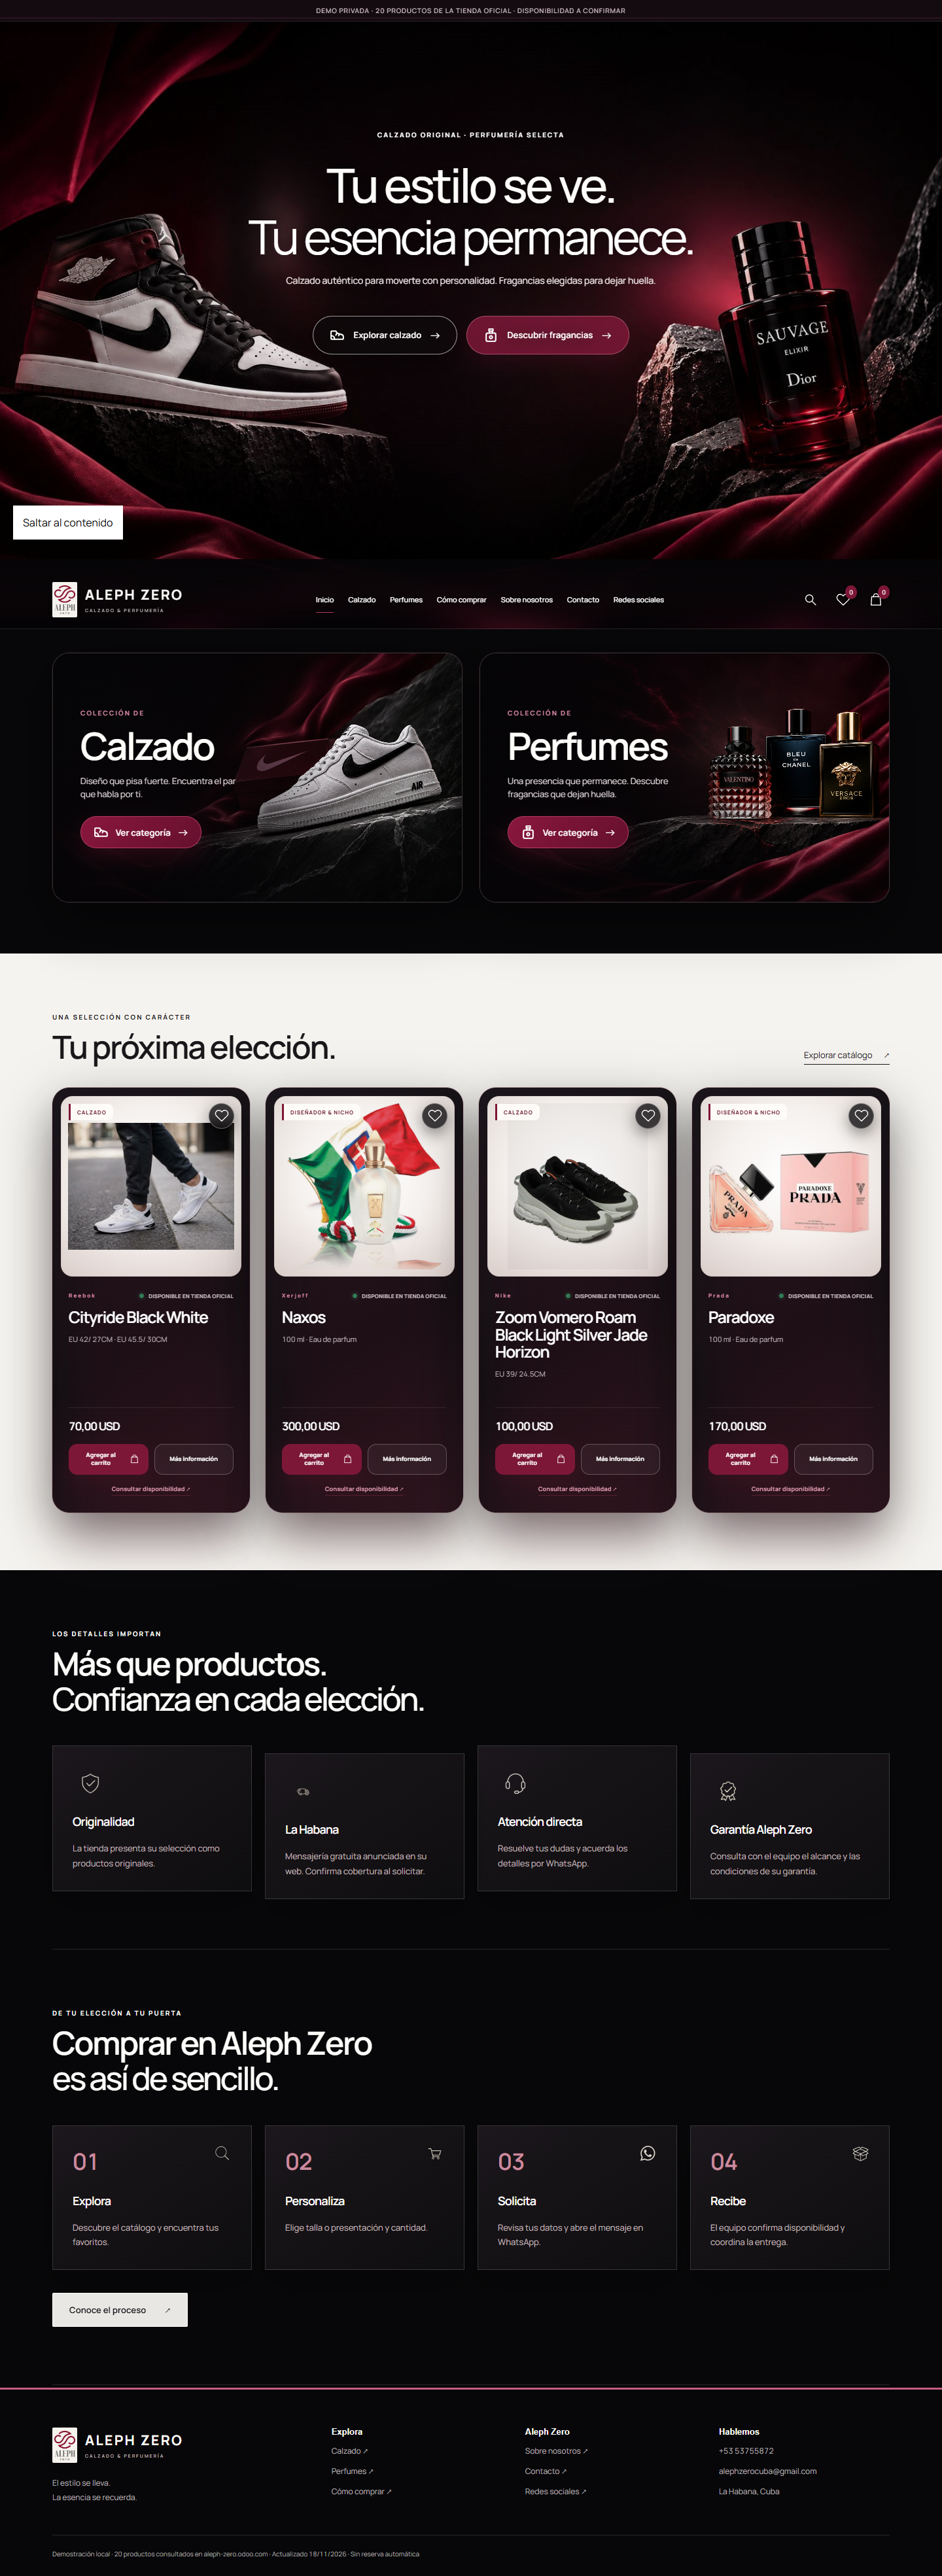 DEMO PRIVADA · 20 PRODUCTOS DE LA TIENDA OFICIAL · DISPONIBILIDAD A CONFIRMAR
CALZADO ORIGINAL · PERFUMERÍA SELECTA
Tu estilo se ve.
Tu esencia permanece.
Calzado auténtico para moverte con personalidad. Fragancias elegidas para dejar huella.
Explorar calzado →
Descubrir fragancias →
SAUVAGE
ELIXIR
Dior
Saltar al contenido
ALEPH ZERO
CALZADO & PERFUMERÍA
Inicio Calzado Perfumes Cómo comprar Sobre nosotros Contacto Redes sociales
0 0
COLECCIÓN DE
Calzado
Diseño que pisa fuerte. Encuentra el par
que habla por ti.
Ver categoría →
AIR
COLECCIÓN DE
Perfumes
Una presencia que permanece. Descubre
fragancias que dejan huella.
Ver categoría →
VALENTINO
BLEU
DE
CHANEL
VERSACE
EROS
UNA SELECCIÓN CON CARÁCTER
Tu próxima elección.
Explorar catálogo ↗
CALZADO
Reebok
DISPONIBLE EN TIENDA OFICIAL
Cityride Black White
EU 42/ 27CM · EU 45.5/ 30CM
70,00 USD
Agregar al
carrito
Más información
Consultar disponibilidad ↗
DISEÑADOR & NICHO
Xerjoff
DISPONIBLE EN TIENDA OFICIAL
Naxos
100 ml · Eau de parfum
300,00 USD
Agregar al
carrito
Más información
Consultar disponibilidad ↗
CALZADO
Nike
DISPONIBLE EN TIENDA OFICIAL
Zoom Vomero Roam
Black Light Silver Jade
Horizon
EU 39/ 24.5CM
100,00 USD
Agregar al
carrito
Más información
Consultar disponibilidad ↗
DISEÑADOR & NICHO
PRADA
PARADOXE
PRADA
Prada
DISPONIBLE EN TIENDA OFICIAL
Paradoxe
100 ml · Eau de parfum
170,00 USD
Agregar al
carrito
Más información
Consultar disponibilidad ↗
LOS DETALLES IMPORTAN
Más que productos.
Confianza en cada elección.
Originalidad
La tienda presenta su selección como
productos originales.
La Habana
Mensajería gratuita anunciada en su
web. Confirma cobertura al solicitar.
Atención directa
Resuelve tus dudas y acuerda los
detalles por WhatsApp.
Garantía Aleph Zero
Consulta con el equipo el alcance y las
condiciones de su garantía.
DE TU ELECCIÓN A TU PUERTA
Comprar en Aleph Zero
es así de sencillo.
01
Explora
Descubre el catálogo y encuentra tus
favoritos.
02
Personaliza
Elige talla o presentación y cantidad.
03
Solicita
Revisa tus datos y abre el mensaje en
WhatsApp.
04
Recibe
El equipo confirma disponibilidad y
coordina la entrega.
Conoce el proceso ↗
ALEPH ZERO
CALZADO & PERFUMERÍA
El estilo se lleva.
La esencia se recuerda.
Explora
Calzado ↗
Perfumes ↗
Cómo comprar ↗
Aleph Zero
Sobre nosotros ↗
Contacto ↗
Redes sociales ↗
Hablemos
+53 53755872
alephzerocuba@gmail.com
La Habana, Cuba
Demostración local · 20 productos consultados en aleph-zero.odoo.com · Actualizado 18/11/2026 · Sin reserva automática